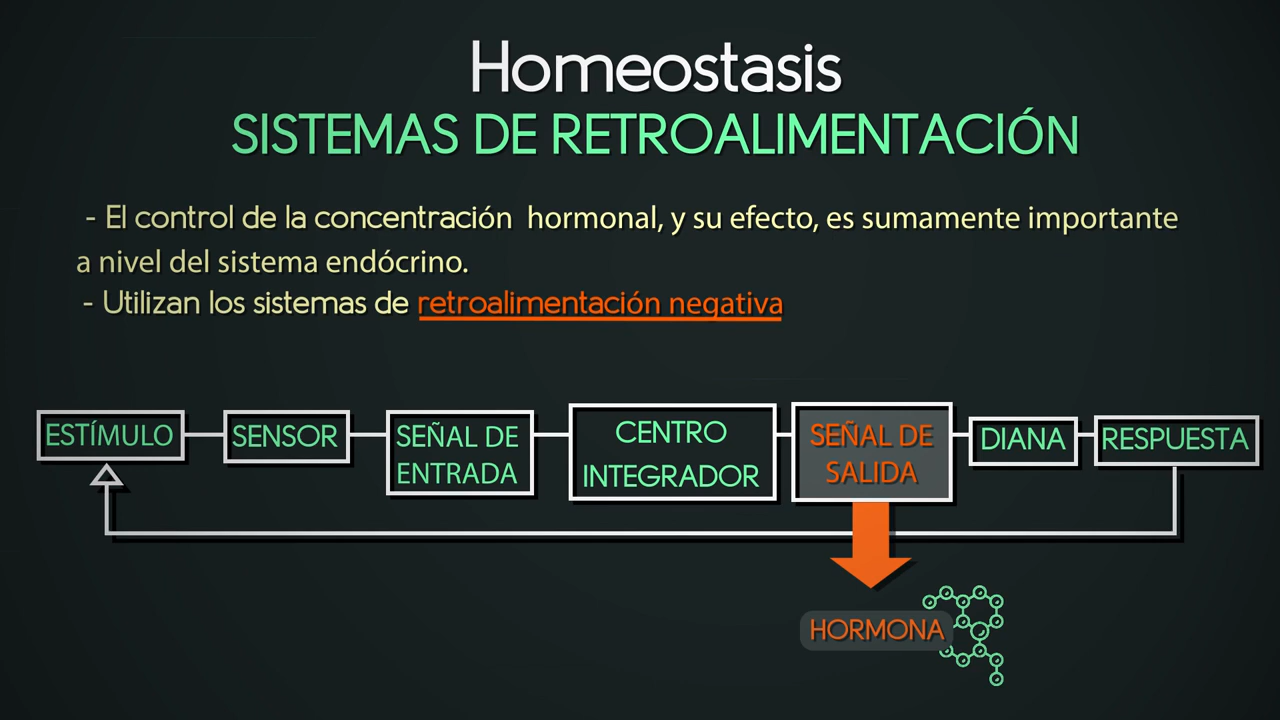 Homeostasis
SISTEMAS DE RETROALIMENTACIÓN
- El control de la concentración hormonal, y su efecto, es sumamente importante
a nivel del sistema endócrino.
- Utilizan los sistemas de retroalimentación negativa
ESTÍMULO
SENSOR
SEÑAL DE
ENTRADA
CENTRO
INTEGRADOR
SEÑAL DE
SALIDA
DIANA
RESPUESTA
HORMONA